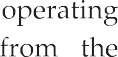 operating
from the